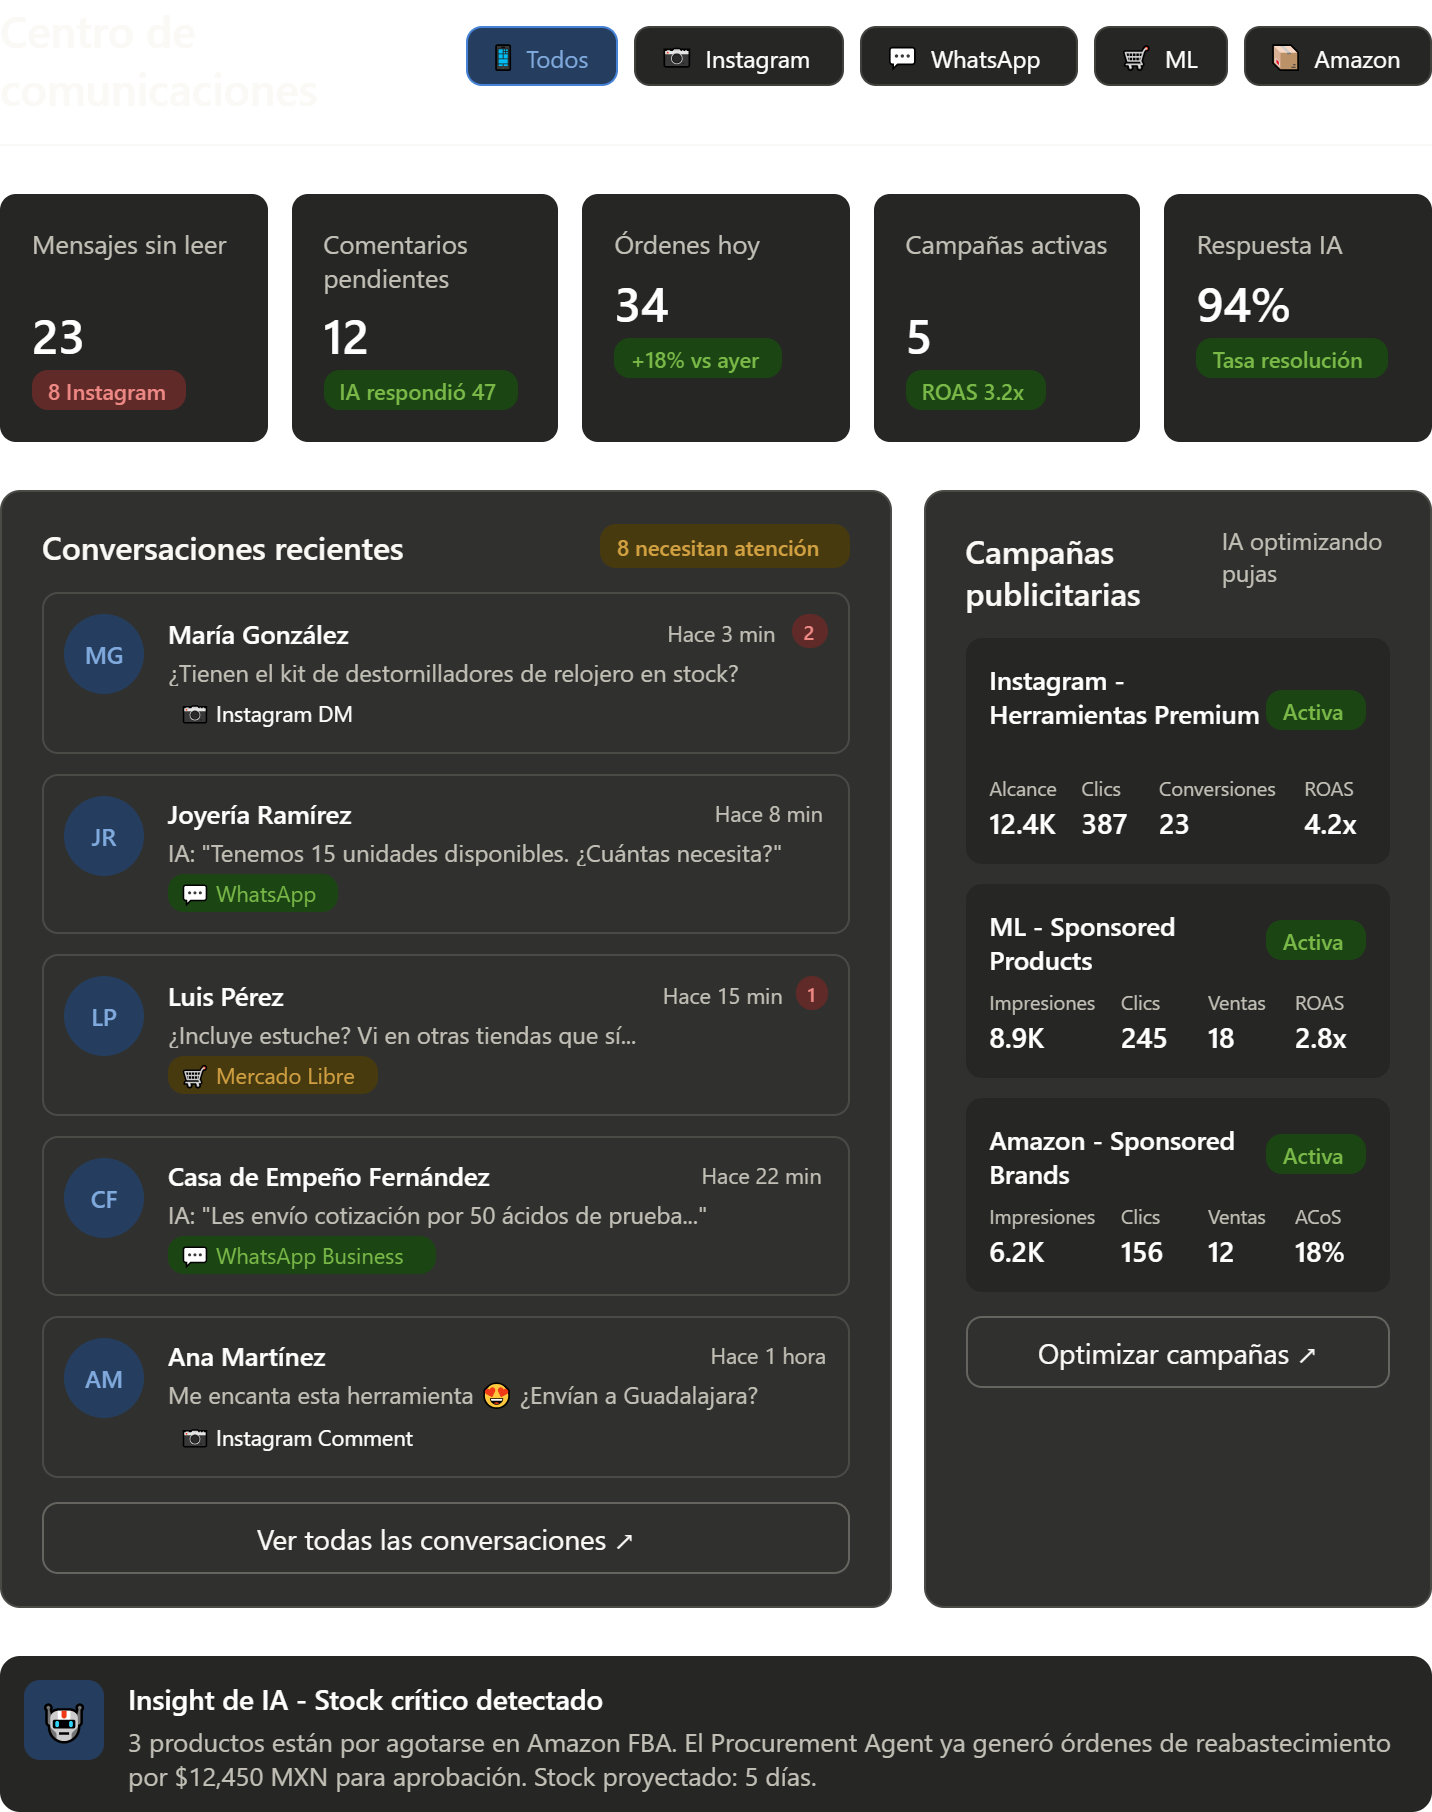 Centro de
comunicaciones
Todos
Instagram
WhatsApp
ML
Amazon
Mensajes sin leer
23
8 Instagram
Comentarios
pendientes
12
IA respondió 47
Órdenes hoy
34
+18% vs ayer
Campañas activas
5
ROAS 3.2x
Respuesta IA
94%
Tasa resolución
Conversaciones recientes
8 necesitan atención
MG
María González
Hace 3 min
2
¿Tienen el kit de destornilladores de relojero en stock?
Instagram DM
JR
Joyería Ramírez
Hace 8 min
IA: "Tenemos 15 unidades disponibles. ¿Cuántas necesita?"
WhatsApp
LP
Luis Pérez
Hace 15 min
1
¿Incluye estuche? Vi en otras tiendas que sí...
Mercado Libre
CF
Casa de Empeño Fernández
Hace 22 min
IA: "Les envío cotización por 50 ácidos de prueba..."
WhatsApp Business
AM
Ana Martínez
Hace 1 hora
Me encanta esta herramienta 😍 ¿Envían a Guadalajara?
Instagram Comment
Ver todas las conversaciones ↗
Campañas
publicitarias
IA optimizando
pujas
Instagram -
Herramientas Premium
Activa
Alcance Clics Conversiones ROAS
12.4K 387 23 4.2x
ML - Sponsored
Products
Activa
Impresiones Clics Ventas ROAS
8.9K 245 18 2.8x
Amazon - Sponsored
Brands
Activa
Impresiones Clics Ventas ACoS
6.2K 156 12 18%
Optimizar campañas ↗
Insight de IA - Stock crítico detectado
3 productos están por agotarse en Amazon FBA. El Procurement Agent ya generó órdenes de reabastecimiento
por $12,450 MXN para aprobación. Stock proyectado: 5 días.